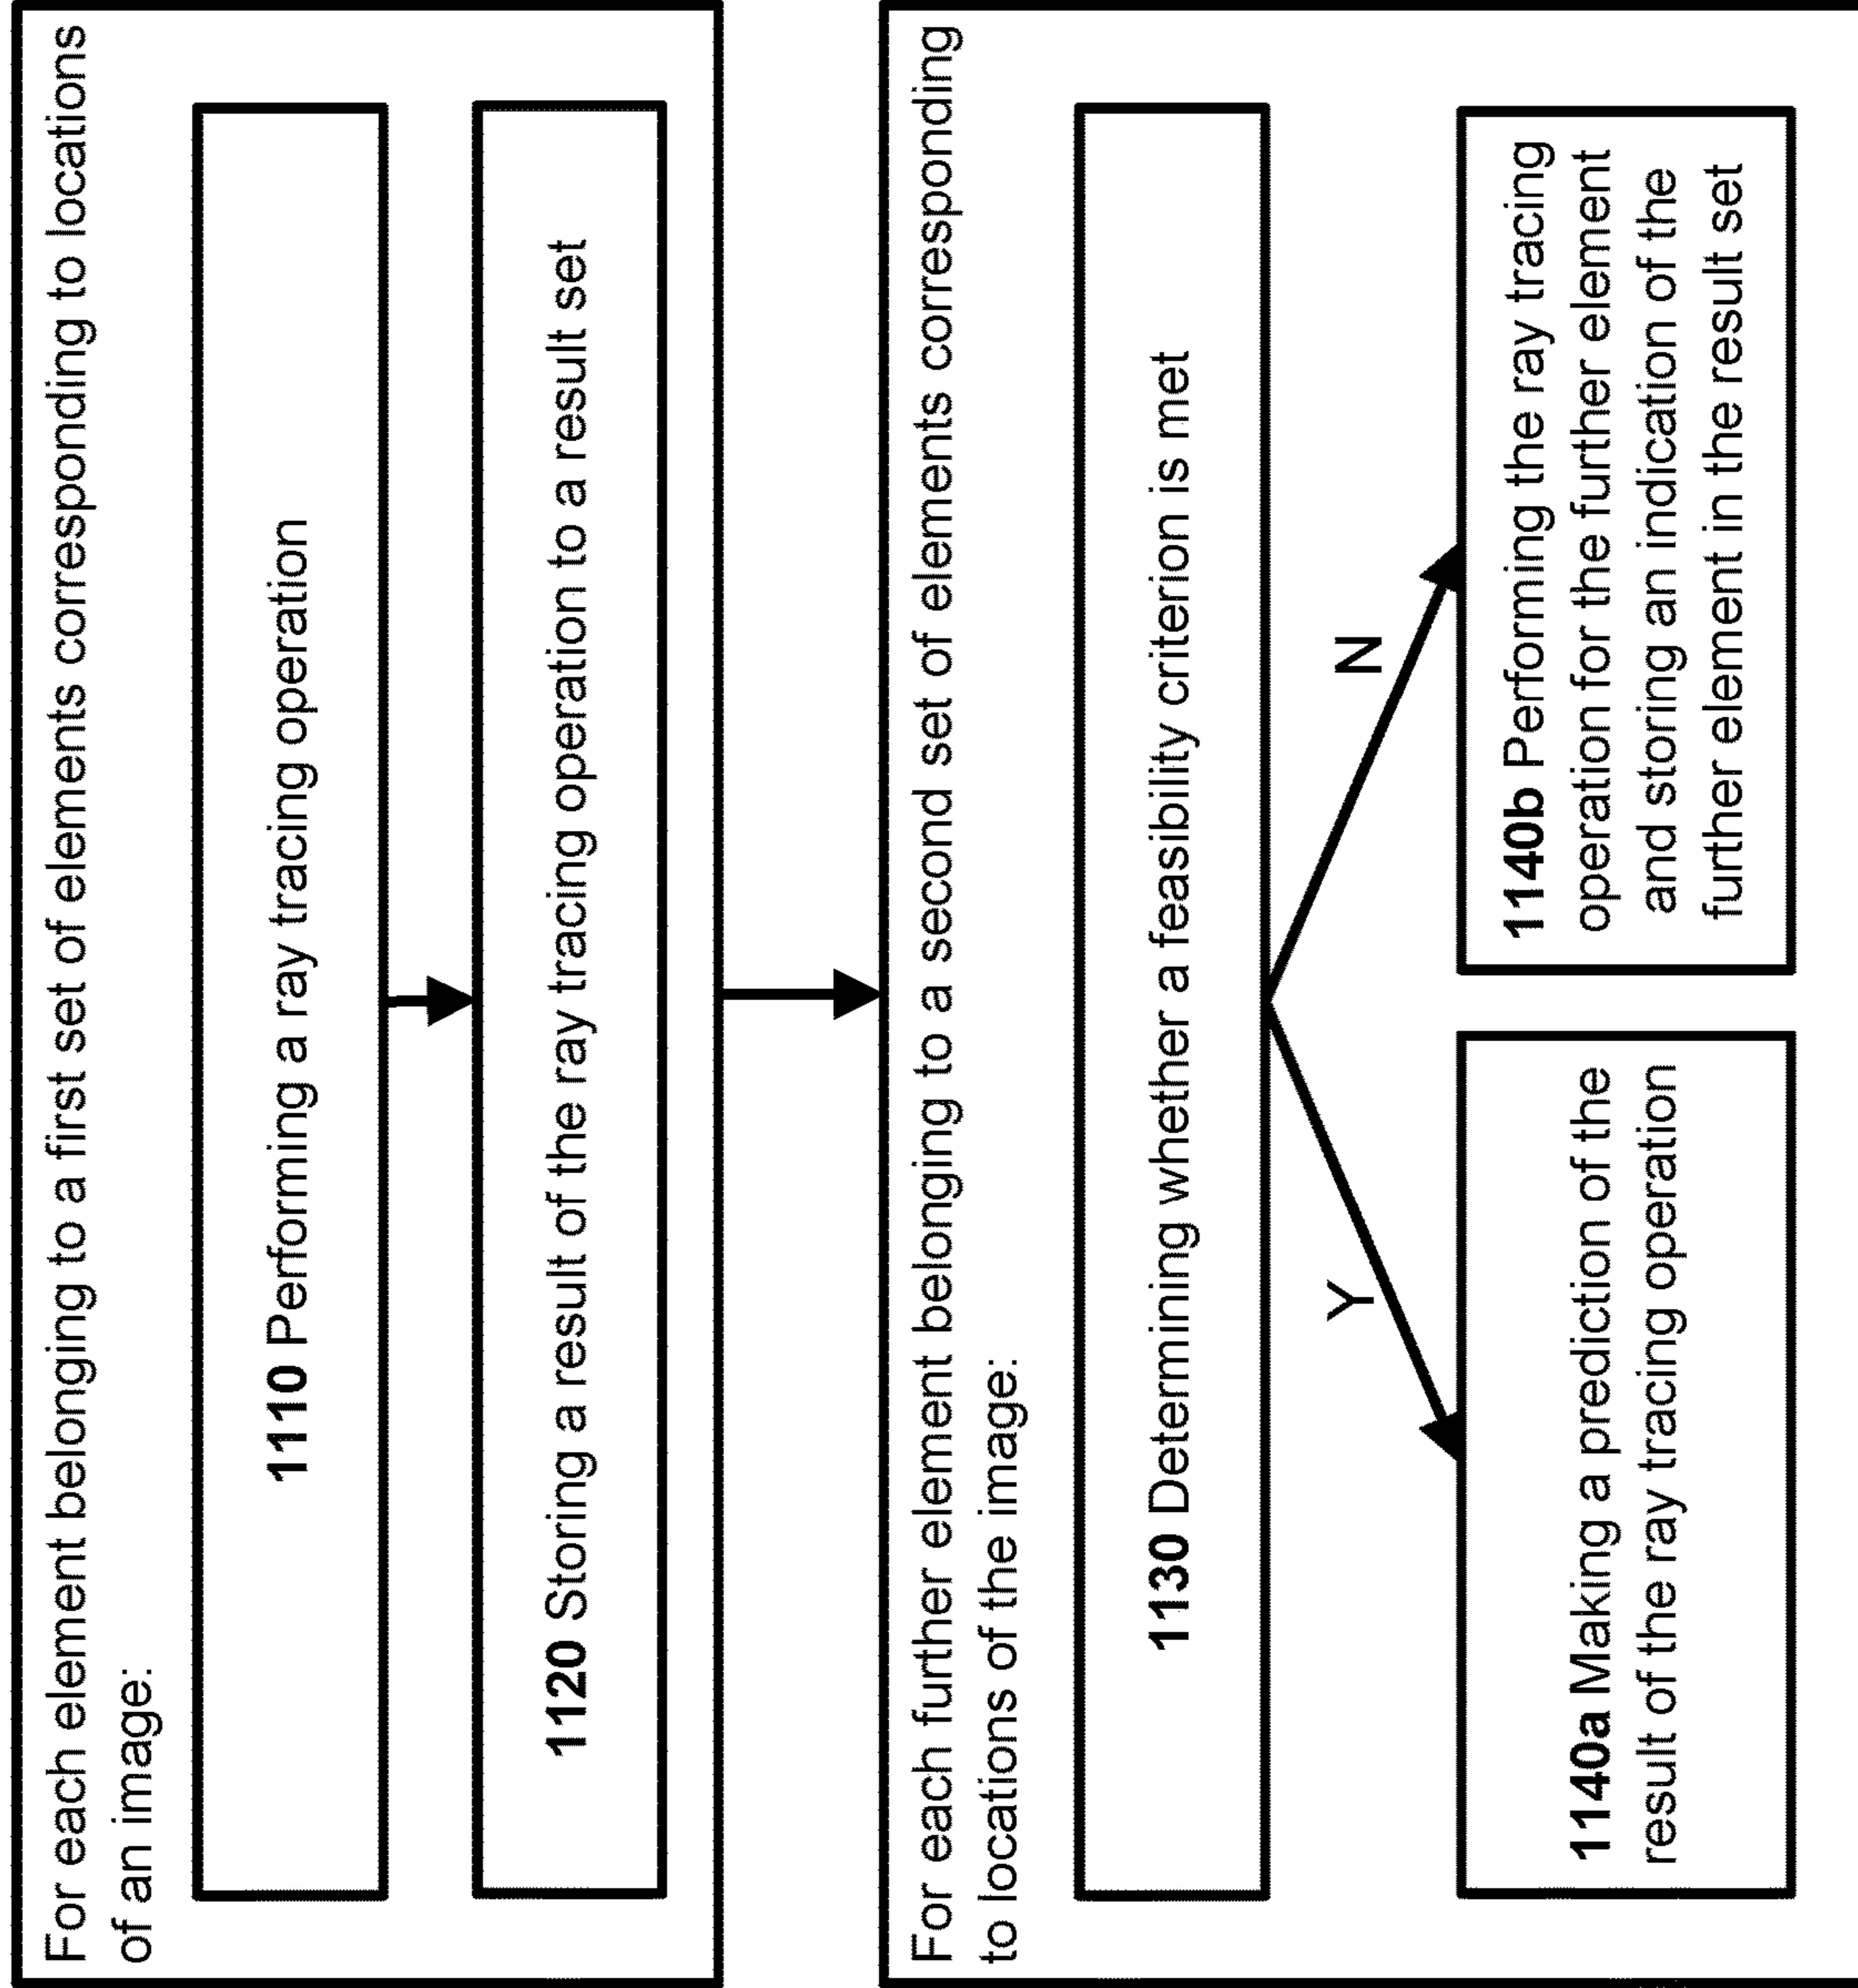 For each element belonging to a first set of elements corresponding to locations
of an image:
1110 Performing a ray tracing operation
1120 Storing a result of the ray tracing operation to a result set
For each further element belonging to a second set of elements corresponding
to locations of the image:
1130 Determining whether a feasibility criterion is met
Y
N
1140a Making a prediction of the
result of the ray tracing operation
1140b Performing the ray tracing
operation for the further element
and storing an indication of the
further element in the result set